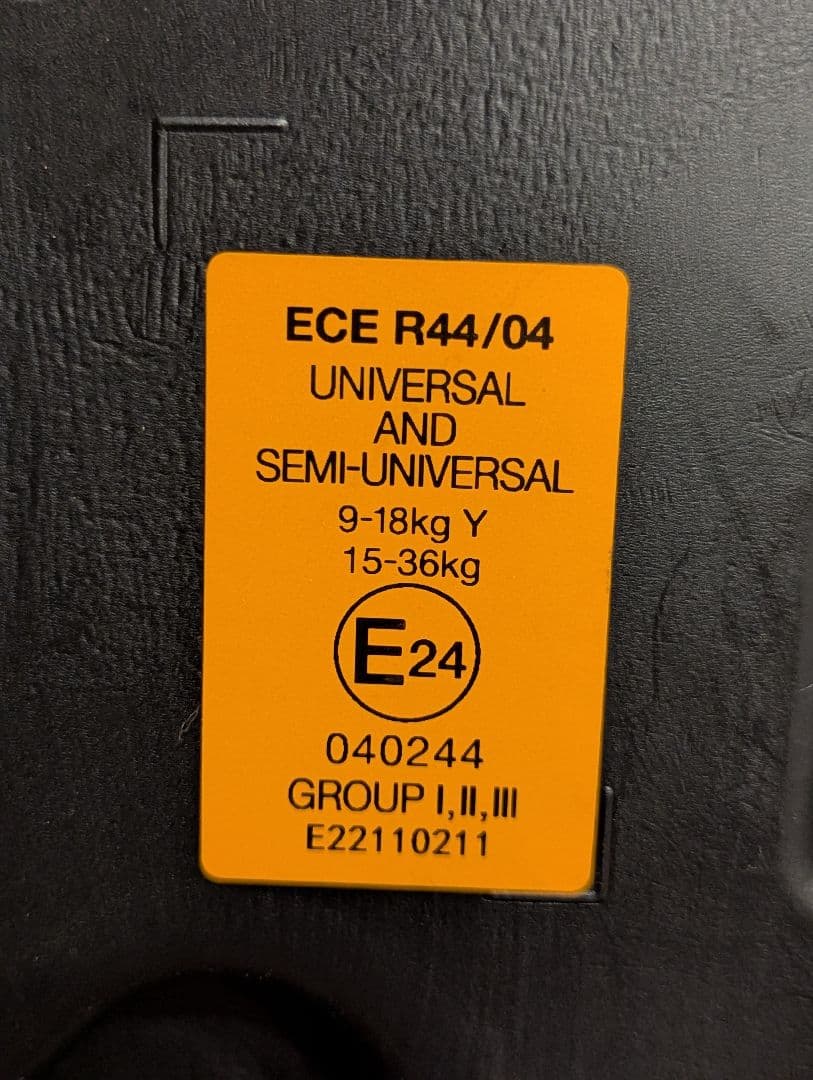 ECE R44/04
UNIVERSAL
AND
SEMI-UNIVERSAL
9-18kg Y
15-36kg
E24
040244
GROUP I, II, III
E22110211